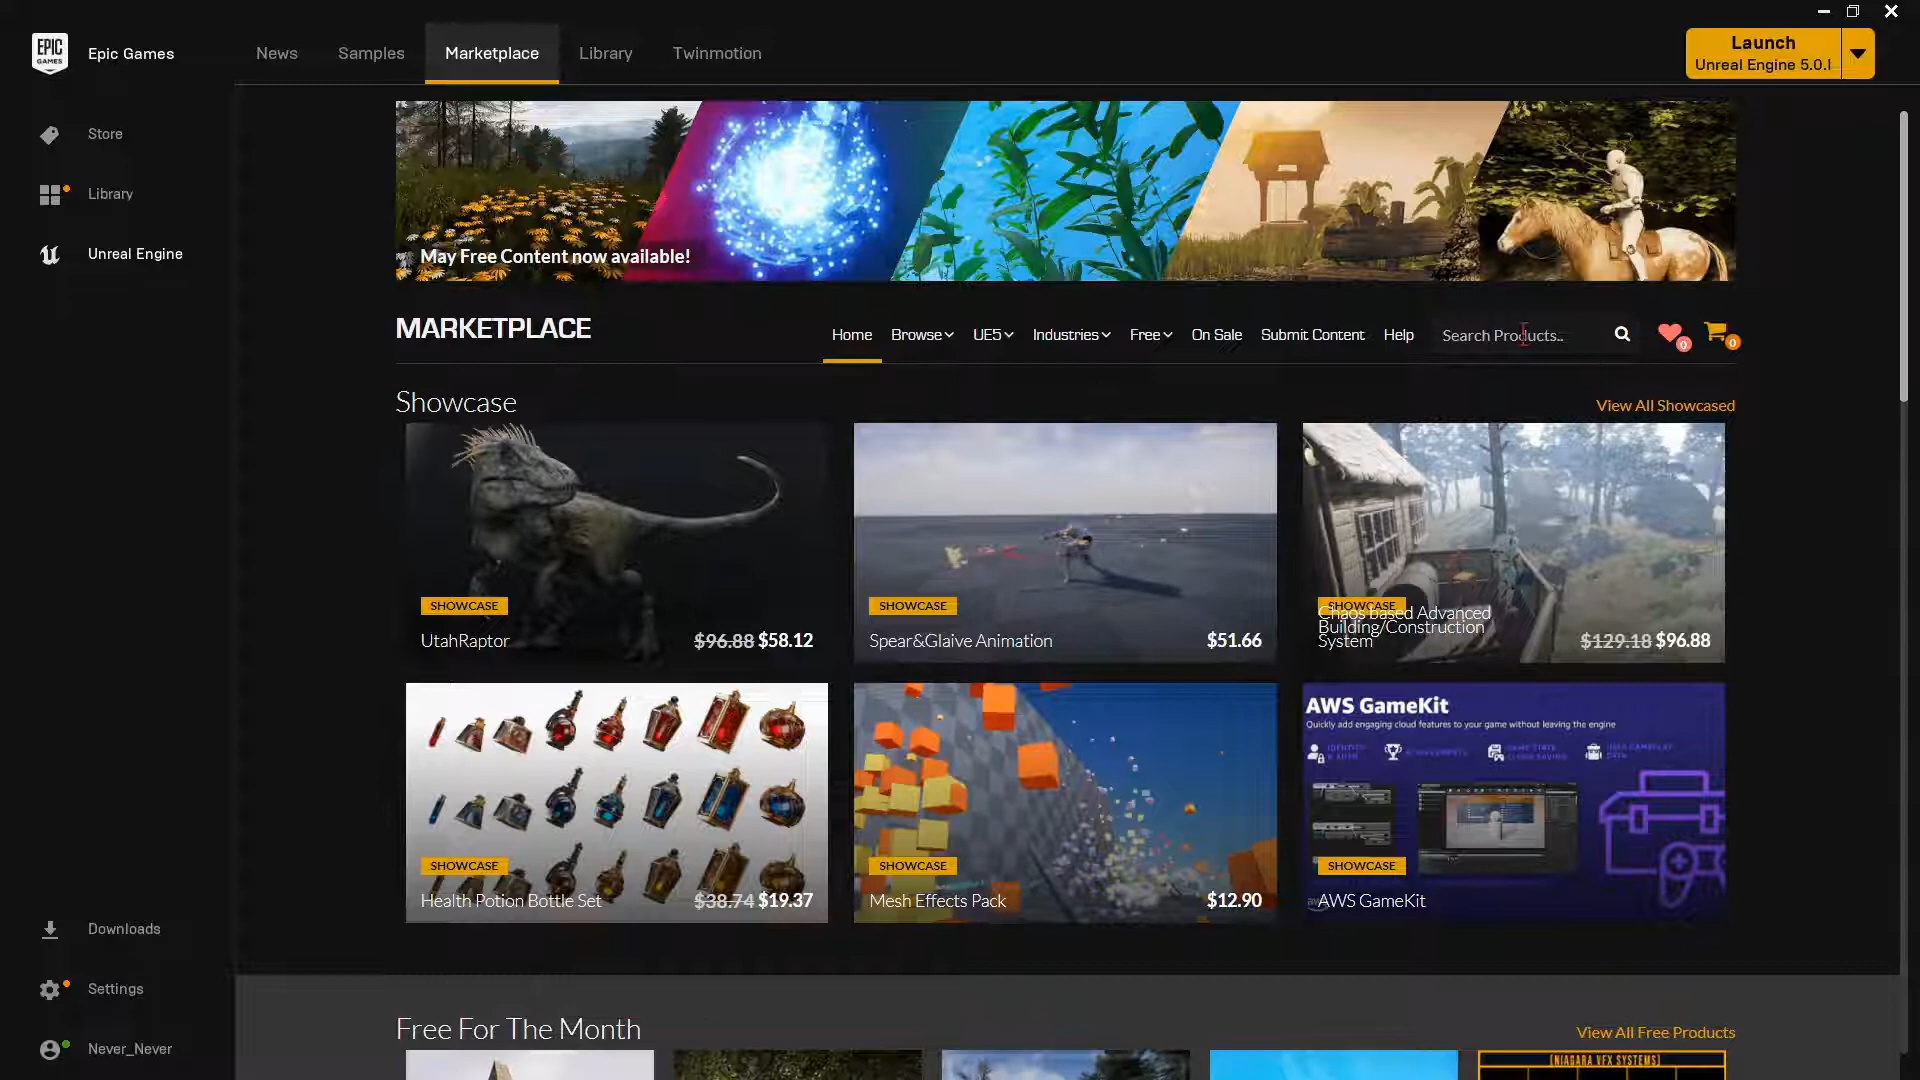 EPIC
GAMES
Epic Games
News
Samples
Marketplace
Library
Twinmotion
Launch
Unreal Engine 5.0.1
Store
Library
Unreal Engine
May Free Content now available!
MARKETPLACE
Home
Browse
UE5
Industries
Free
On Sale
Submit Content
Help
Search Products..
0
0
Showcase
View All Showcased
SHOWCASE
UtahRaptor
$96.88 $58.12
SHOWCASE
Spear&Glaive Animation
$51.66
SHOWCASE
Chaos based Advanced
Building/Construction
System
$129.18 $96.88
SHOWCASE
Health Potion Bottle Set
$38.74 $19.37
SHOWCASE
Mesh Effects Pack
$12.90
AWS GameKit
Quickly add engaging cloud features to your game without leaving the engine
SHOWCASE
AWS GameKit
Downloads
Settings
Never_Never
Free For The Month
View All Free Products
[NIAGARA VFX SYSTEMS]